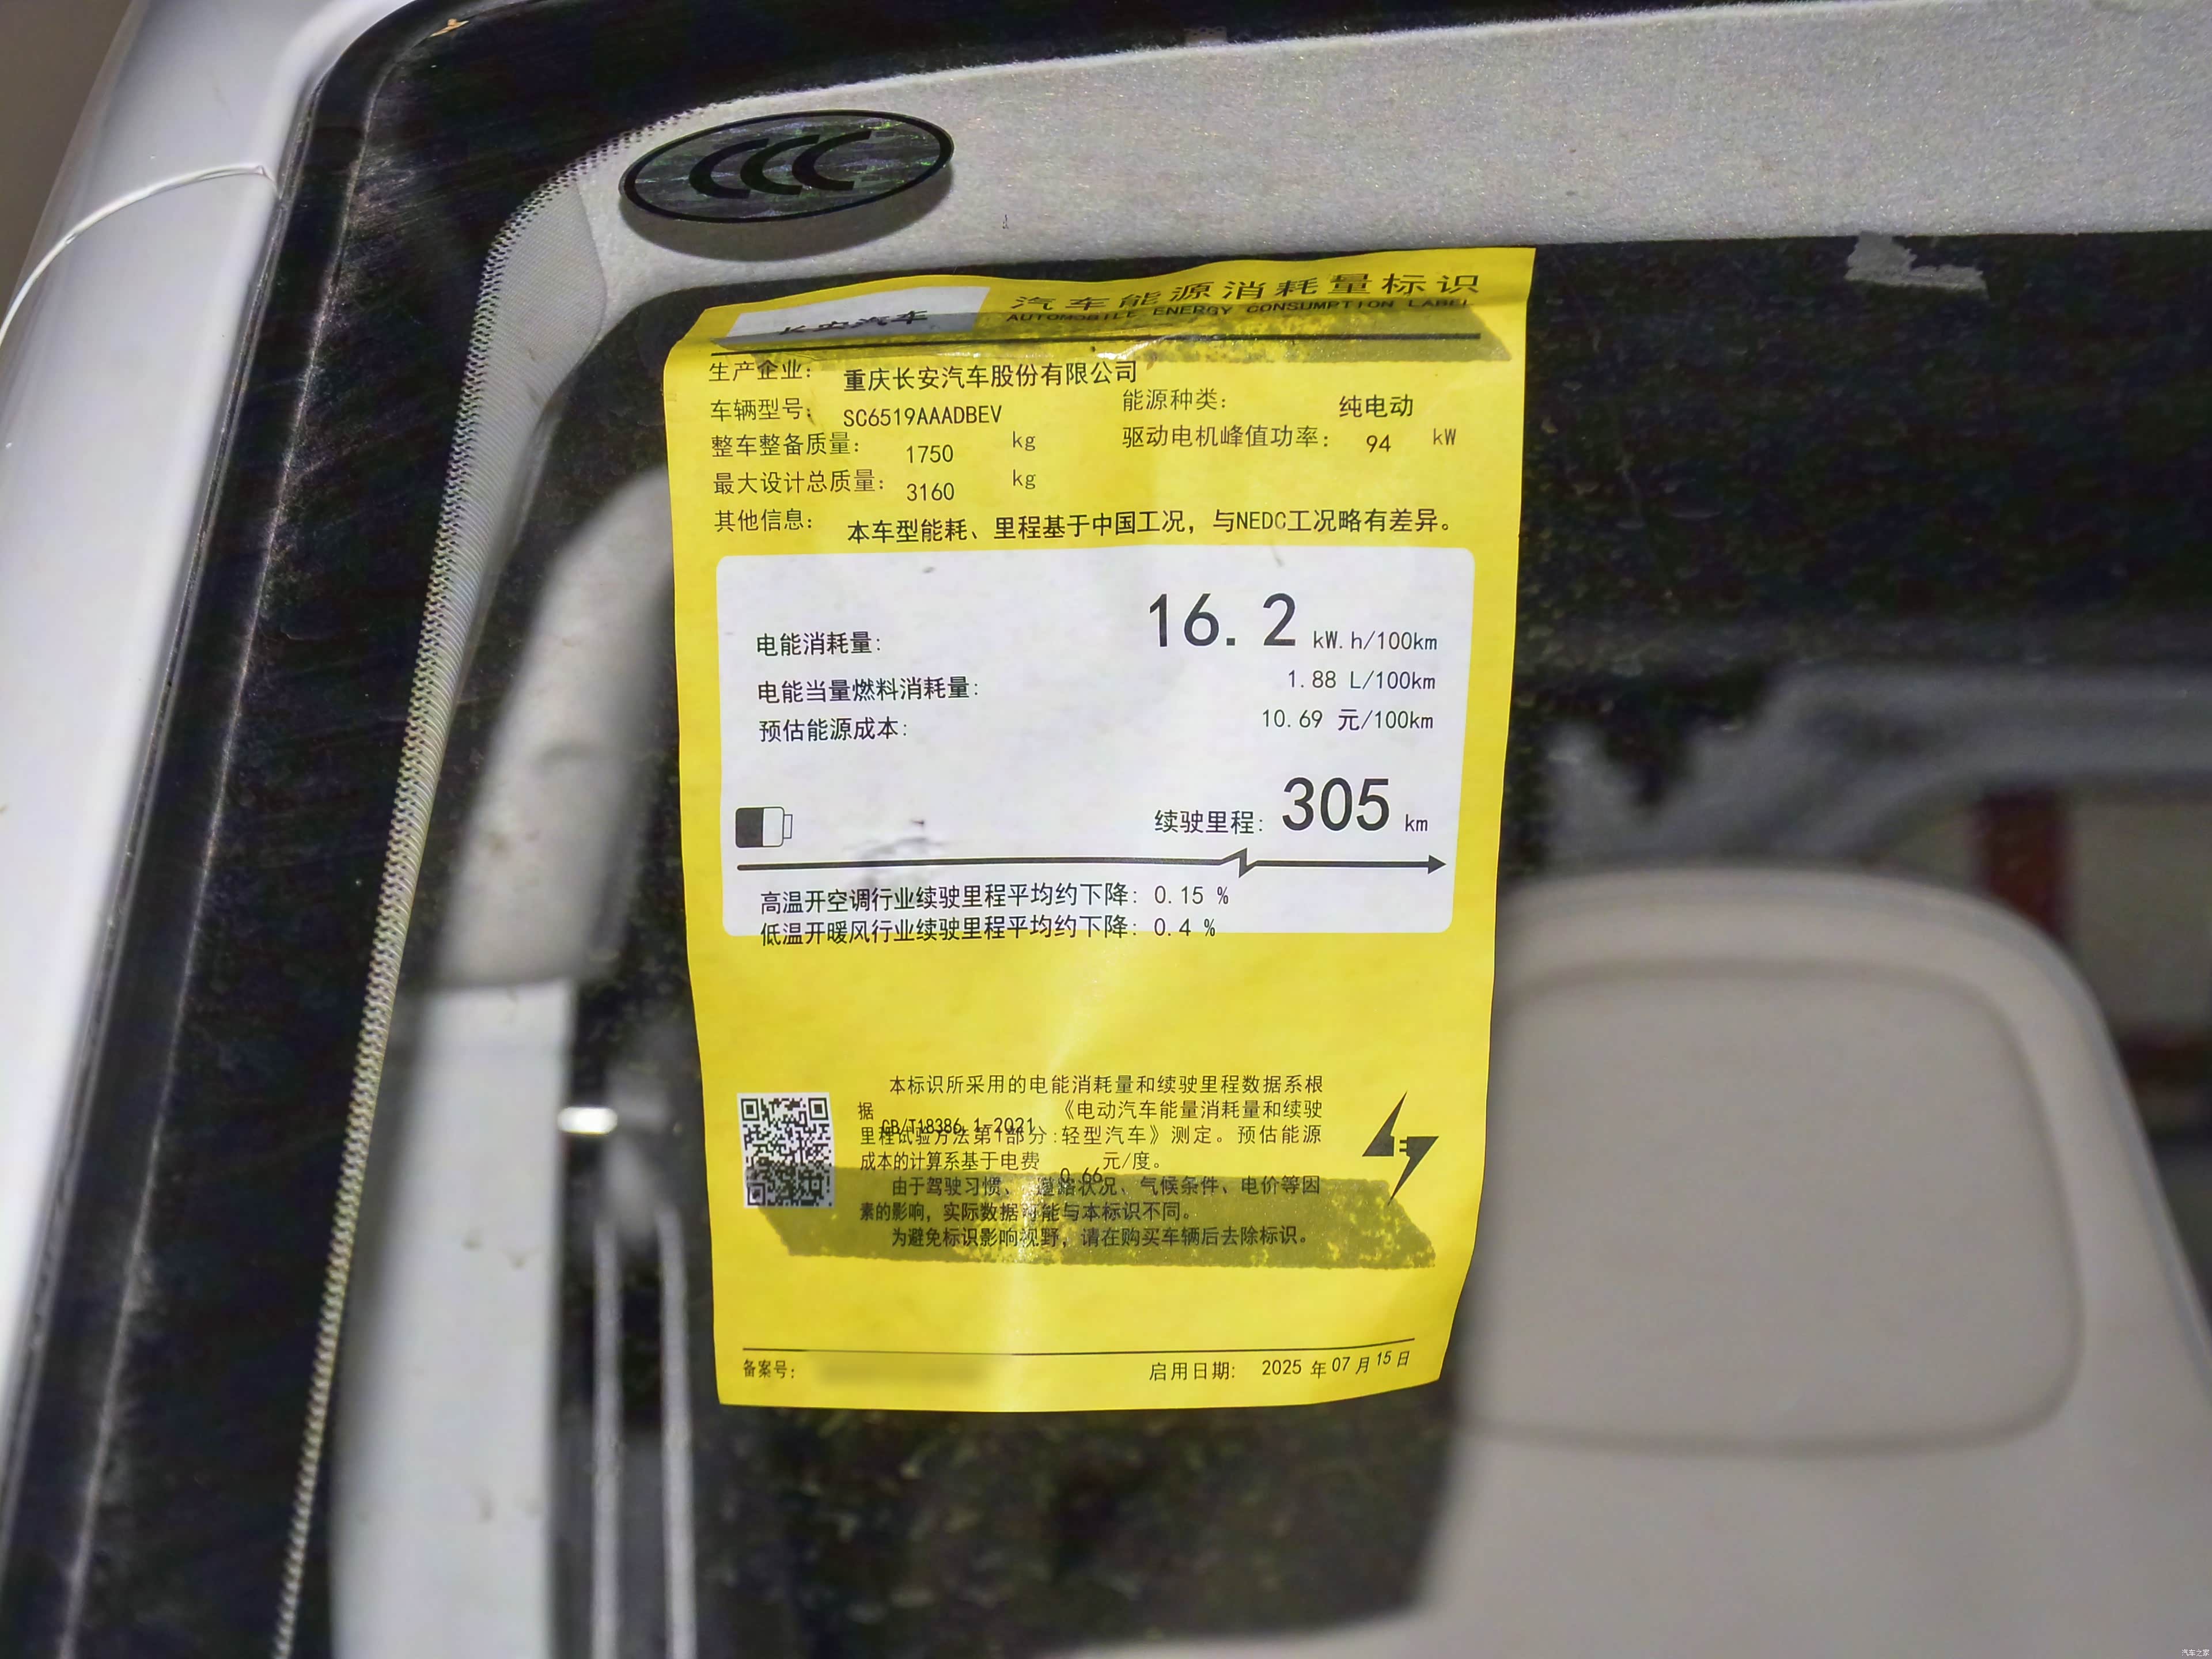 CCC
长安汽车
汽车能源消耗量标识
AUTOMOBILE ENERGY CONSUMPTION LABEL
生产企业: 重庆长安汽车股份有限公司
车辆型号: SC6519AAADBEV 能源种类: 纯电动
整车整备质量: 1750 kg 驱动电机峰值功率: 94 kW
最大设计总质量: 3160 kg
其他信息: 本车型能耗、里程基于中国工况，与NEDC工况略有差异。
电能消耗量: 16.2 kW.h/100km
电能当量燃料消耗量: 1.88 L/100km
预估能源成本: 10.69 元/100km
续驶里程: 305 km
高温开空调行业续驶里程平均约下降: 0.15 %
低温开暖风行业续驶里程平均约下降: 0.4 %
本标识所采用的电能消耗量和续驶里程数据系根
据 GB/T18386.1-2021 《电动汽车能量消耗量和续驶
里程试验方法第1部分:轻型汽车》测定。预估能源
成本的计算系基于电费 0.66 元/度。
由于驾驶习惯、道路状况、气候条件、电价等因
素的影响，实际数据可能与本标识不同。
为避免标识影响视野，请在购买车辆后去除标识。
备案号: 启用日期: 2025 年 07 月 15 日
汽车之家